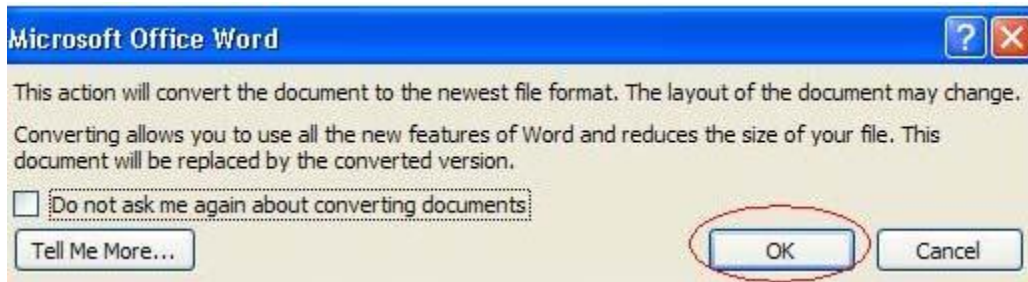 Microsoft Office Word
This action will convert the document to the newest file format. The layout of the document may change.
Converting allows you to use all the new features of Word and reduces the size of your file. This
document will be replaced by the converted version.
Do not ask me again about converting documents
Tell Me More... OK Cancel